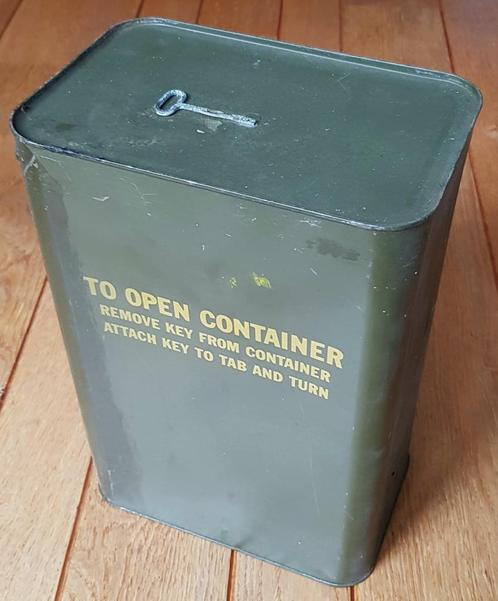 TO OPEN CONTAINER
REMOVE KEY FROM CONTAINER
ATTACH KEY TO TAB AND TURN